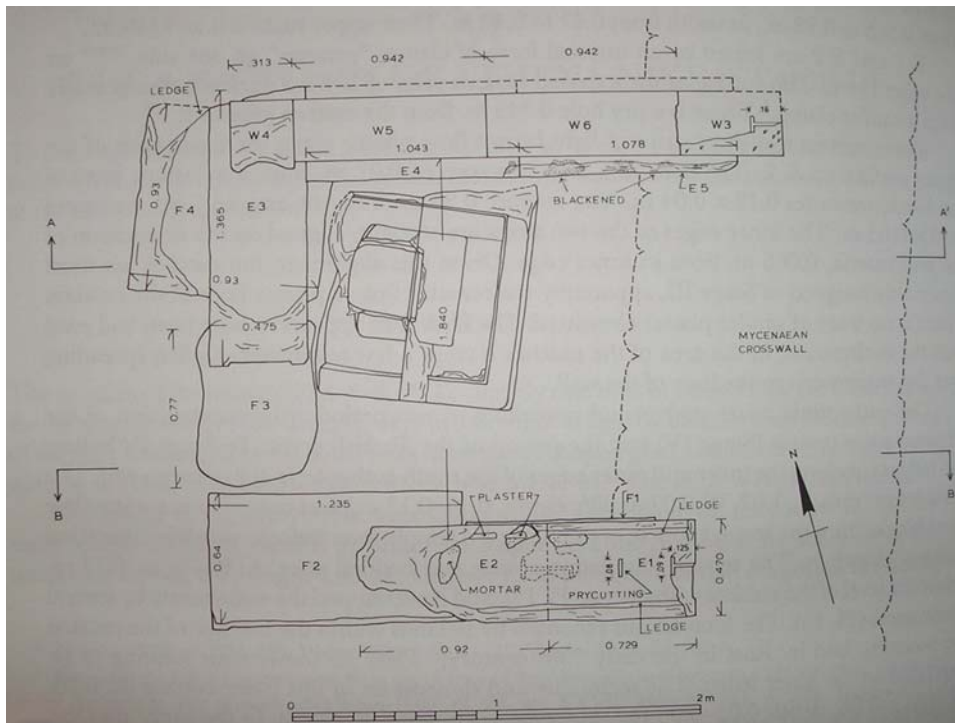 313
0.942
0.942
LEDGE
W4
W5
W6
W3
16
1.043
1.078
E4
E5
BLACKENED
0.93
F4
E3
1.365
A
A'
0.93
0.475
1.840
MYCENAEAN
CROSSWALL
0.77
F3
N
B
B'
1.235
PLASTER
F1
LEDGE
0.64
F2
E2
.08
E1
.09
.125
0.470
MORTAR
PRYCUTTING
LEDGE
0.92
0.729
0
1
2m